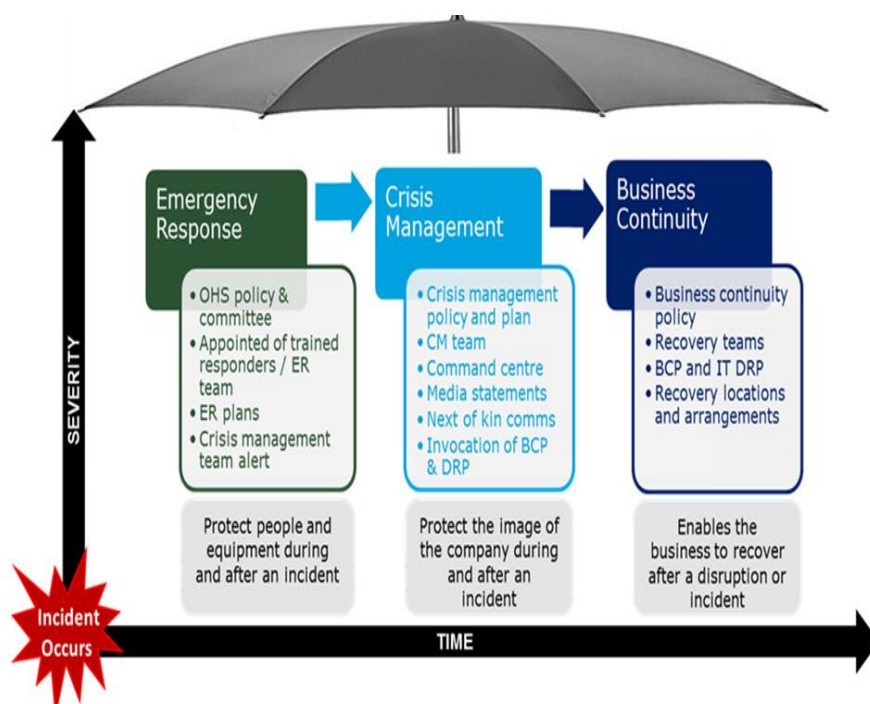 Emergency
Response
• OHS policy &
committee
• Appointed of trained
responders / ER
team
• ER plans
• Crisis management
team alert
Protect people and
equipment during
and after an incident
Crisis
Management
• Crisis management
policy and plan
• CM team
• Command centre
• Media statements
• Next of kin comms
• Invocation of BCP
& DRP
Protect the image of
the company during
and after an
incident
Business
Continuity
• Business continuity
policy
• Recovery teams
• BCP and IT DRP
• Recovery locations
and arrangements
Enables the
business to recover
after a disruption or
incident
SEVERITY
Incident
Occurs
TIME